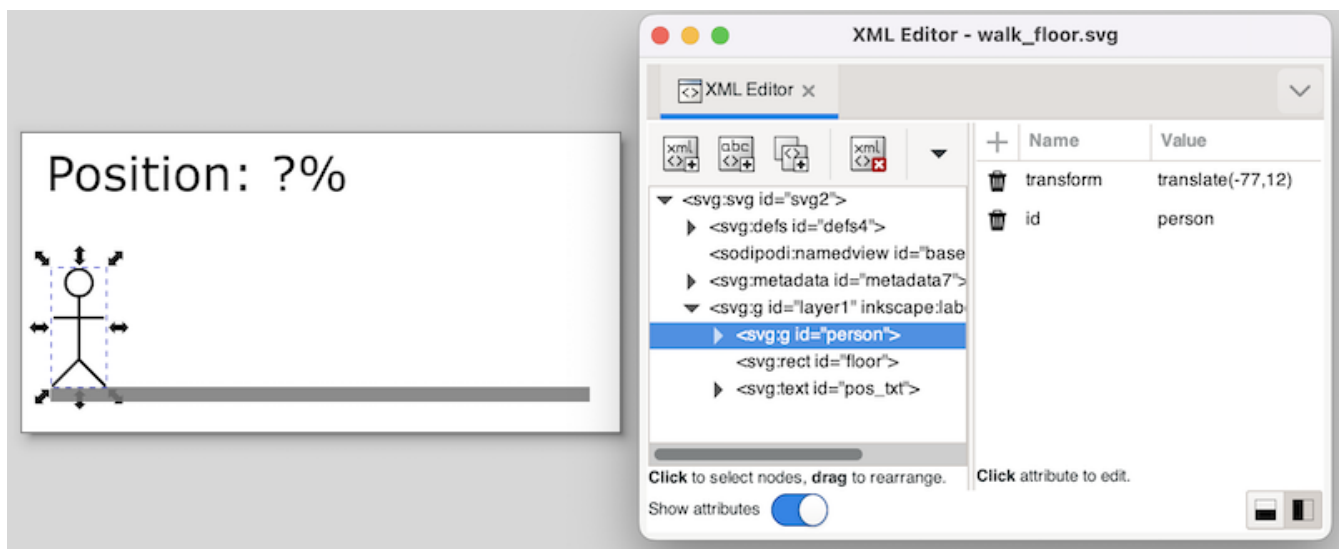 Position: ?%
XML Editor - walk_floor.svg
XML Editor
Name Value
transform translate(-77,12)
id person
<svg:svg id="svg2">
<svg:defs id="defs4">
<sodipodi:namedview id="base
<svg:metadata id="metadata7">
<svg:g id="layer1" inkscape:lab
<svg:g id="person">
<svg:rect id="floor">
<svg:text id="pos_txt">
Click to select nodes, drag to rearrange.
Click attribute to edit.
Show attributes